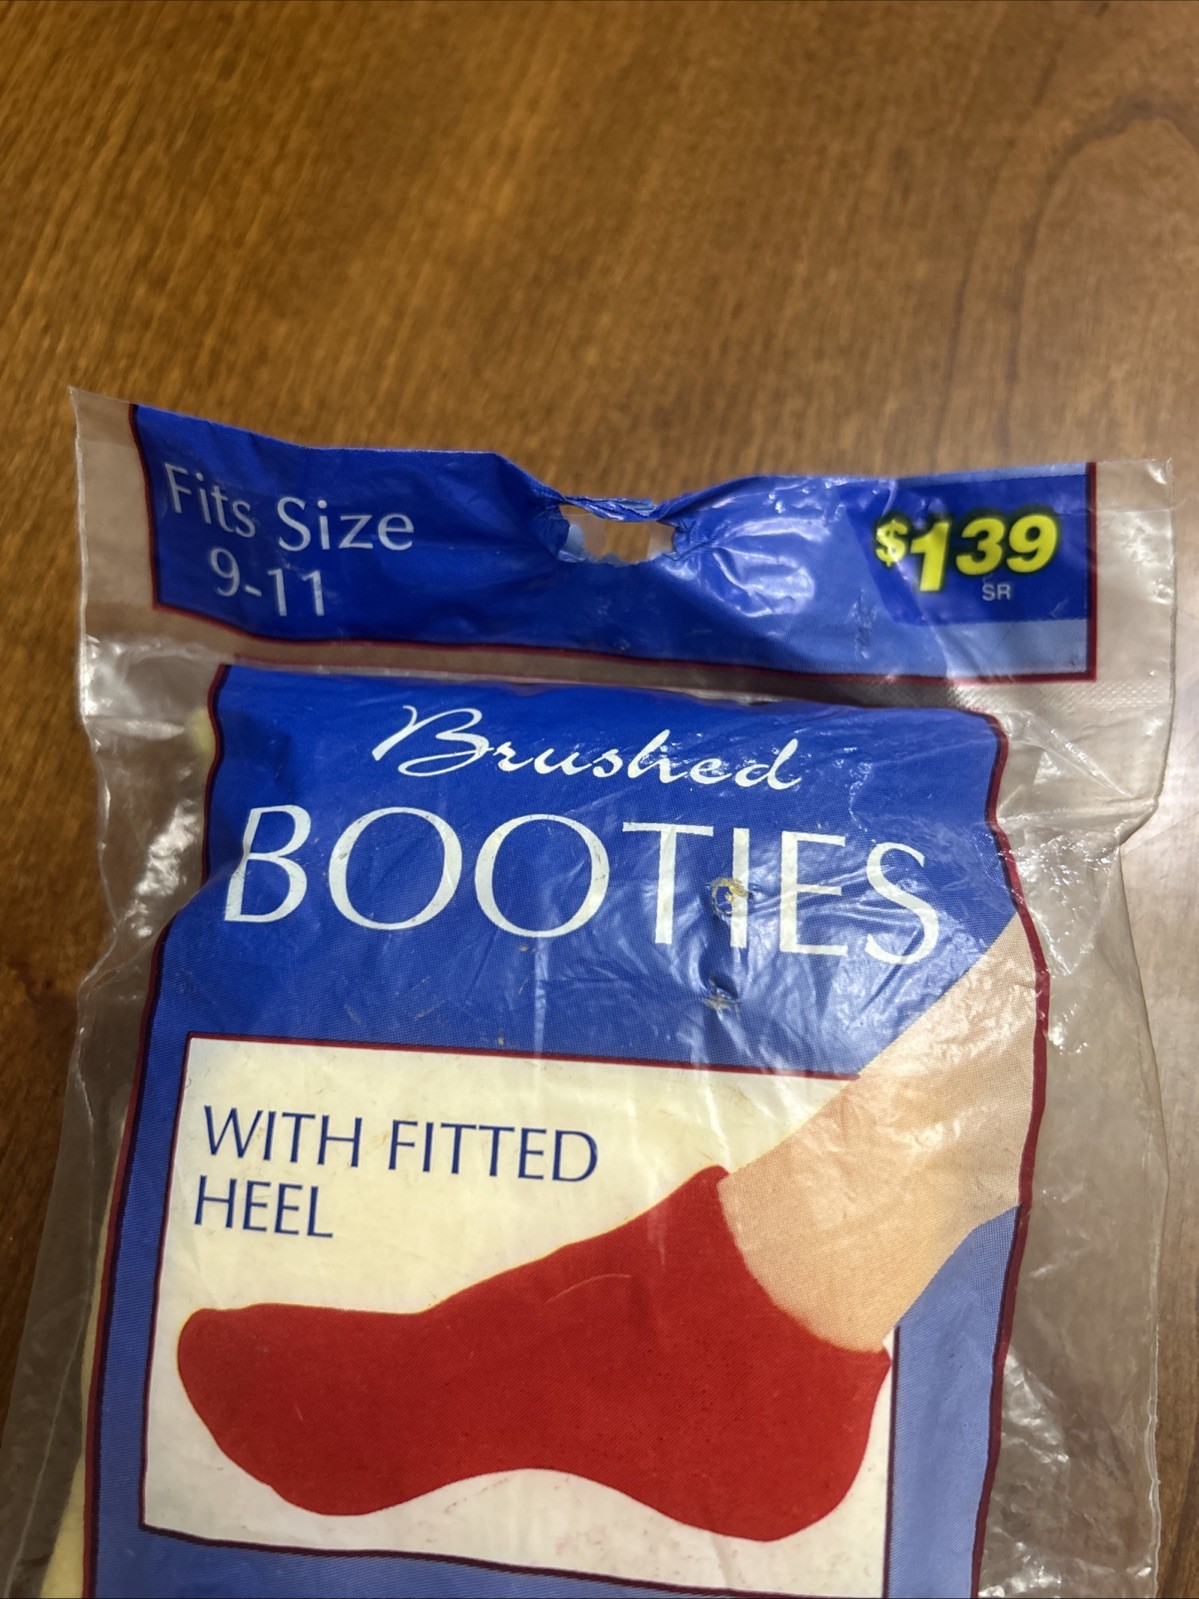 Fits Size
9-11
$139
SR
Brushed
BOOTIES
WITH FITTED
HEEL